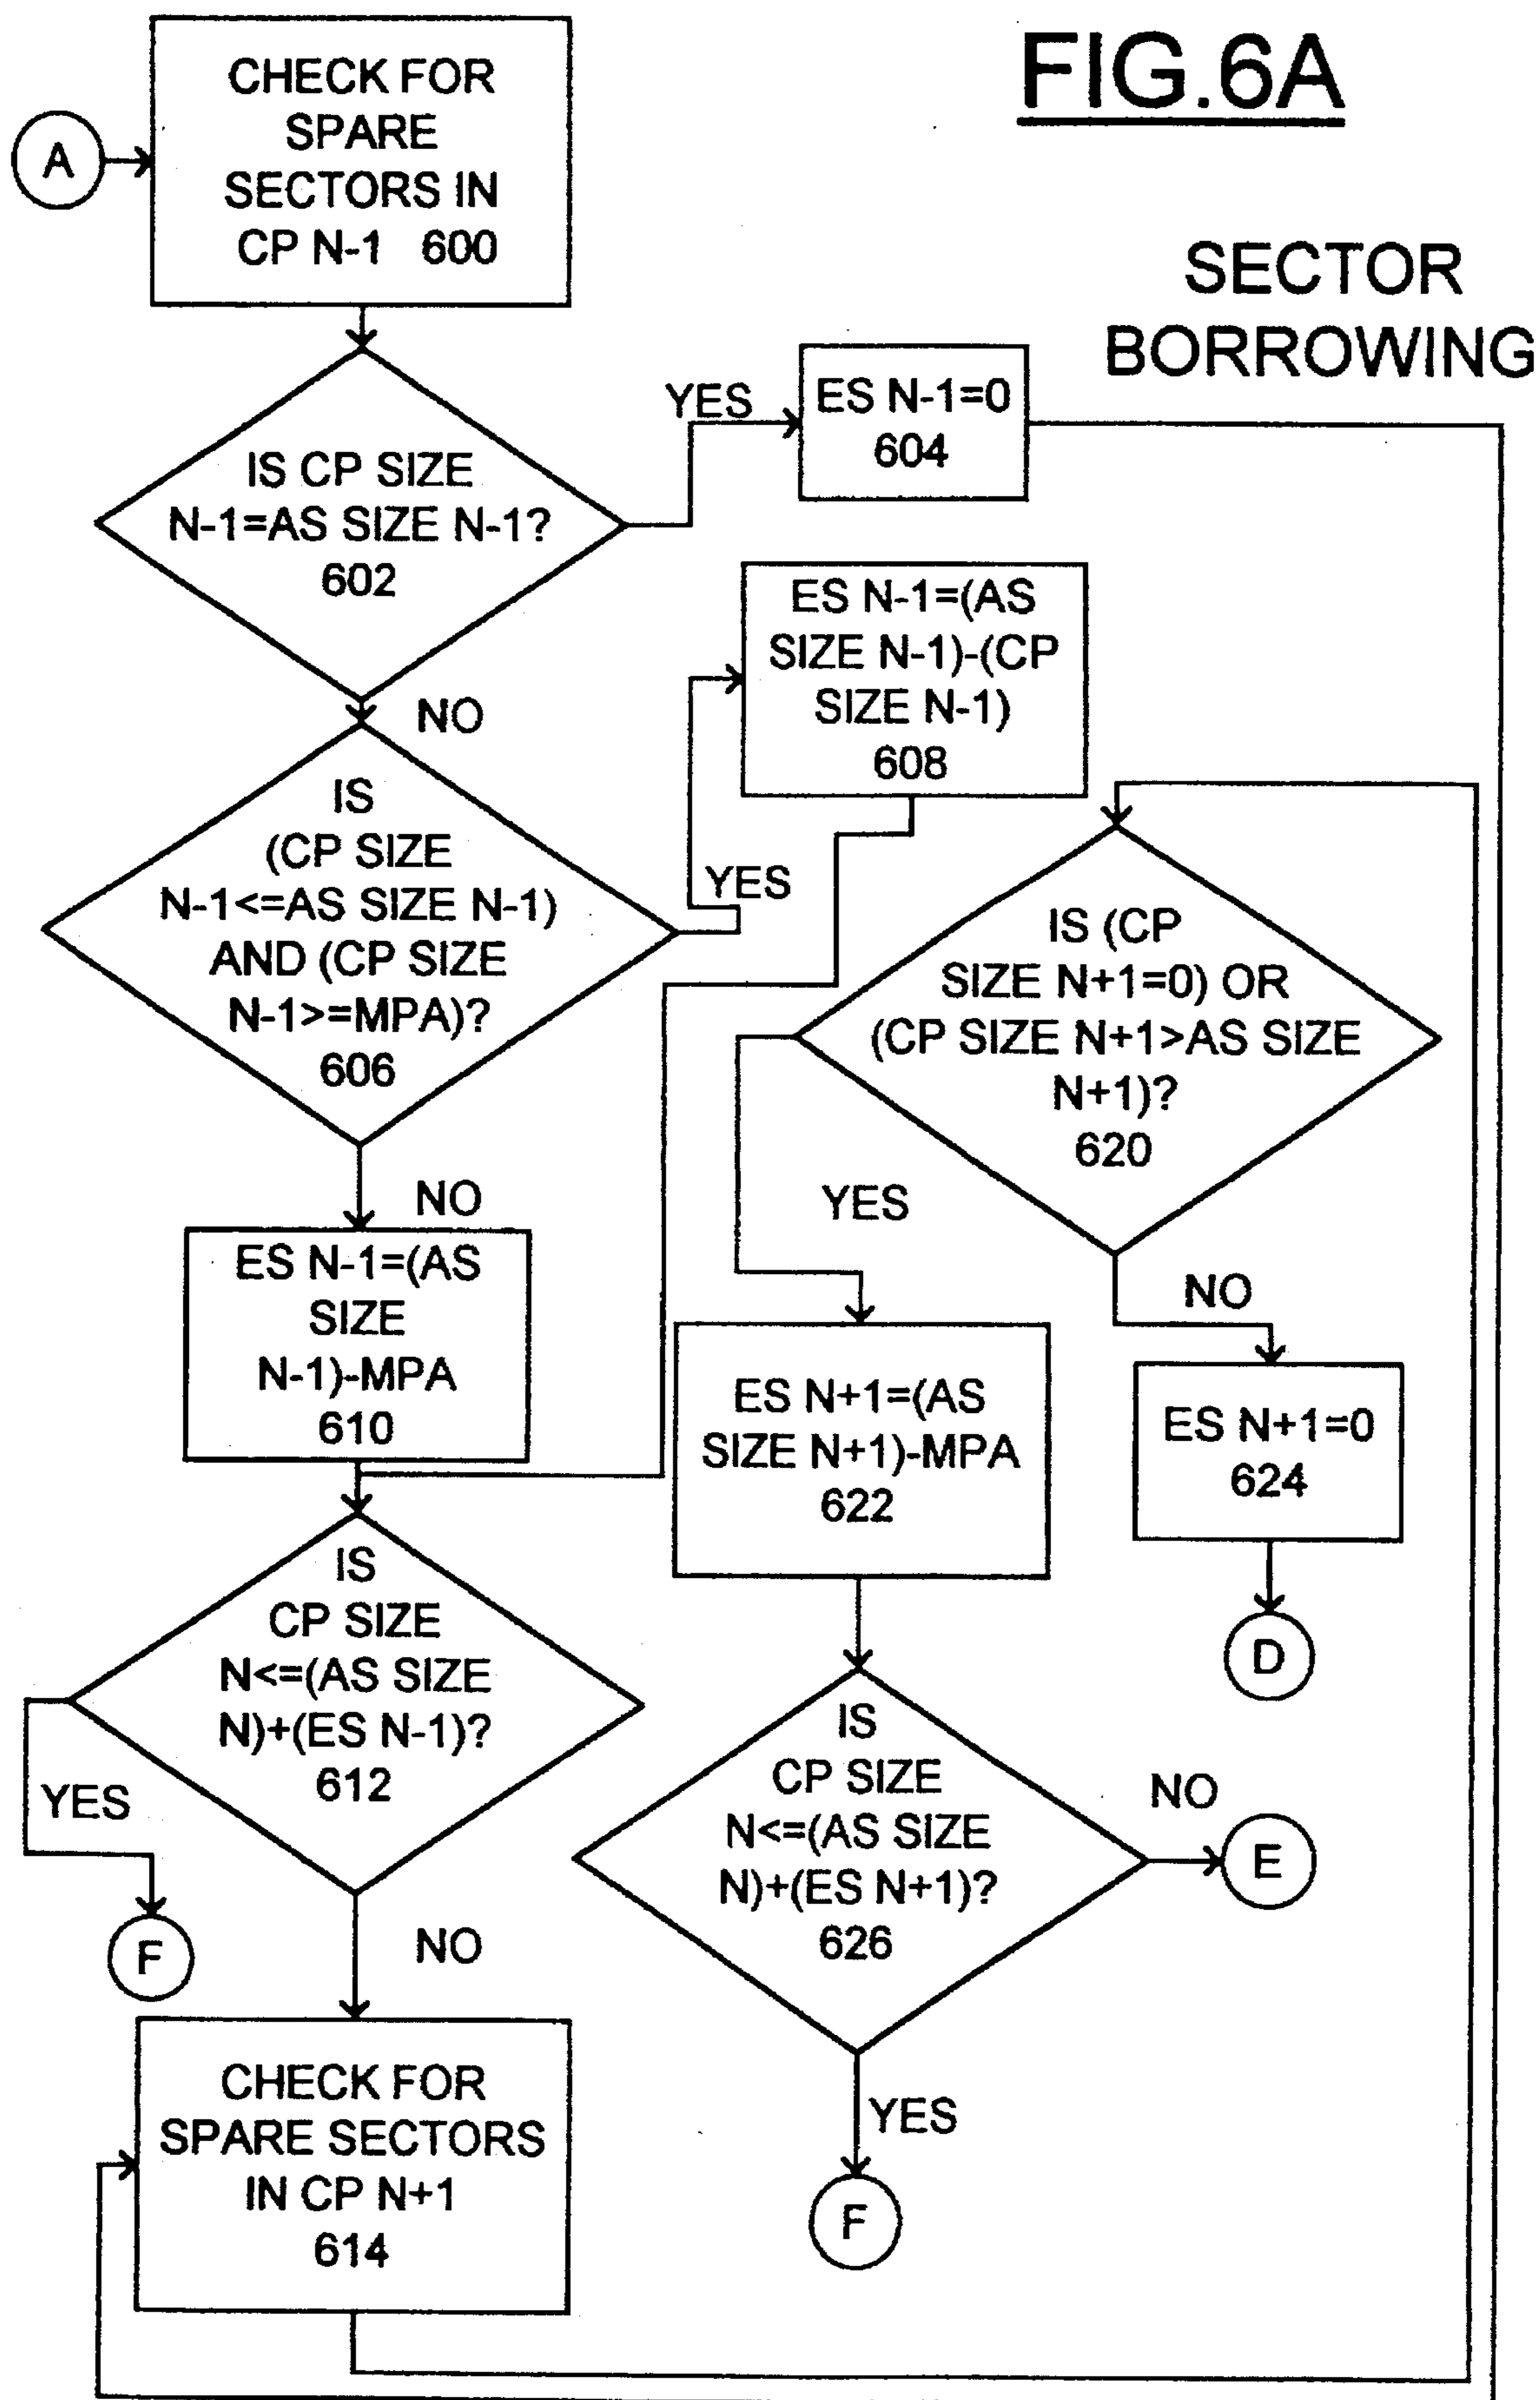 FIG.6A
SECTOR
BORROWING
A
CHECK FOR
SPARE
SECTORS IN
CP N-1 600
IS CP SIZE
N-1=AS SIZE N-1?
602
YES
ES N-1=0
604
NO
IS
(CP SIZE
N-1<=AS SIZE N-1)
AND (CP SIZE
N-1>=MPA)?
606
YES
ES N-1=(AS
SIZE N-1)-(CP
SIZE N-1)
608
NO
ES N-1=(AS
SIZE
N-1)-MPA
610
IS
CP SIZE
N<=(AS SIZE
N)+(ES N-1)?
612
YES
F
NO
CHECK FOR
SPARE SECTORS
IN CP N+1
614
IS (CP
SIZE N+1=0) OR
(CP SIZE N+1>AS SIZE
N+1)?
620
YES
NO
ES N+1=(AS
SIZE N+1)-MPA
622
ES N+1=0
624
D
IS
CP SIZE
N<=(AS SIZE
N)+(ES N+1)?
626
NO
E
YES
F